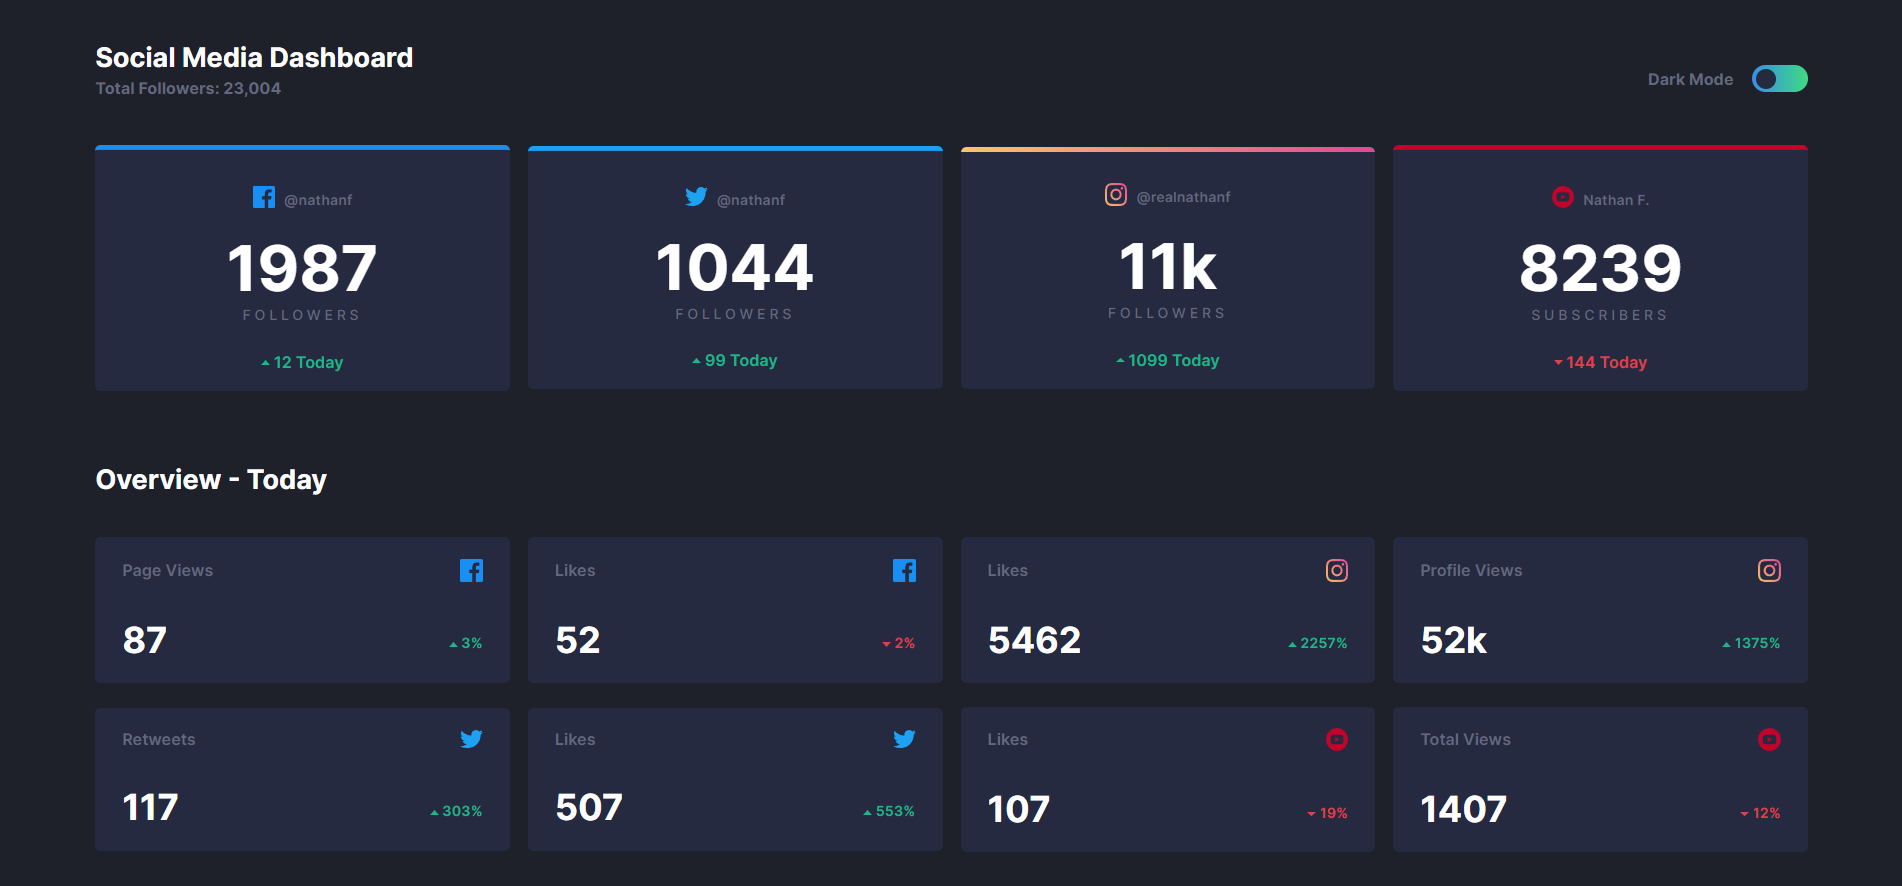 Social Media Dashboard
Total Followers: 23,004
Dark Mode
@nathanf
1987
FOLLOWERS
12 Today
@nathanf
1044
FOLLOWERS
99 Today
@realnathanf
11k
FOLLOWERS
1099 Today
Nathan F.
8239
SUBSCRIBERS
144 Today
Overview - Today
Page Views
87
3%
Likes
52
2%
Likes
5462
2257%
Profile Views
52k
1375%
Retweets
117
303%
Likes
507
553%
Likes
107
19%
Total Views
1407
12%